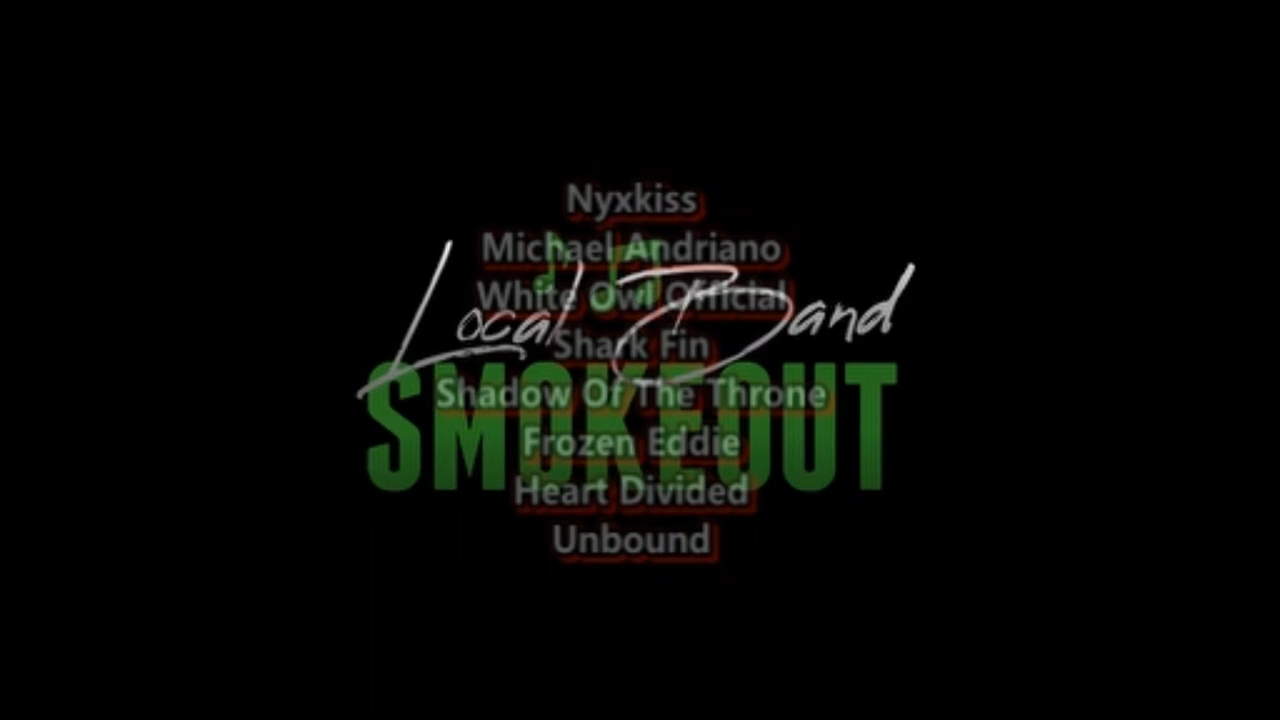 Nyxkiss
Michael Andriano
White Owl Official
Local Band
Shark Fin
SMOKEOUT
Shadow Of The Throne
Frozen Eddie
Heart Divided
Unbound